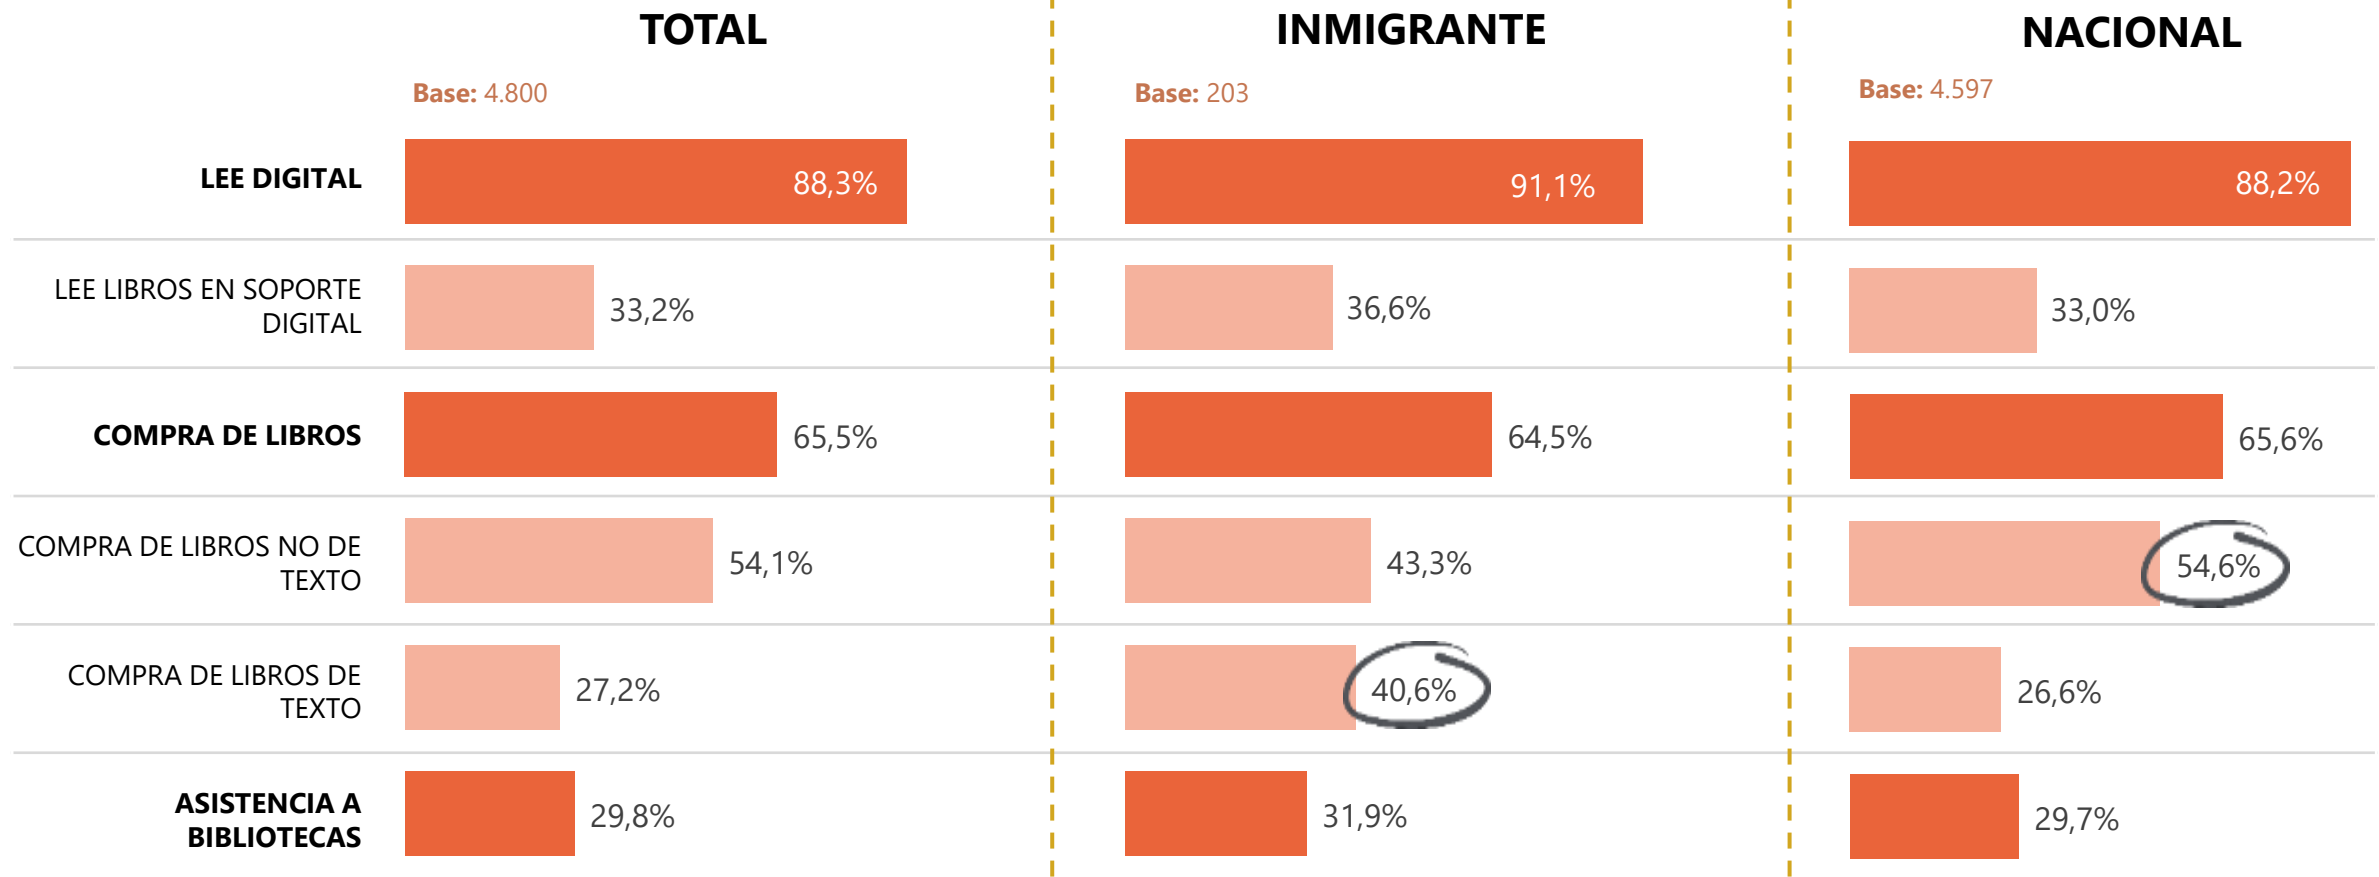 TOTAL
INMIGRANTE
NACIONAL
Base: 4.800
Base: 203
Base: 4.597
LEE DIGITAL
88,3%
91,1%
88,2%
LEE LIBROS EN SOPORTE
DIGITAL
33,2%
36,6%
33,0%
COMPRA DE LIBROS
65,5%
64,5%
65,6%
COMPRA DE LIBROS NO DE
TEXTO
54,1%
43,3%
54,6%
COMPRA DE LIBROS DE
TEXTO
27,2%
40,6%
26,6%
ASISTENCIA A
BIBLIOTECAS
29,8%
31,9%
29,7%